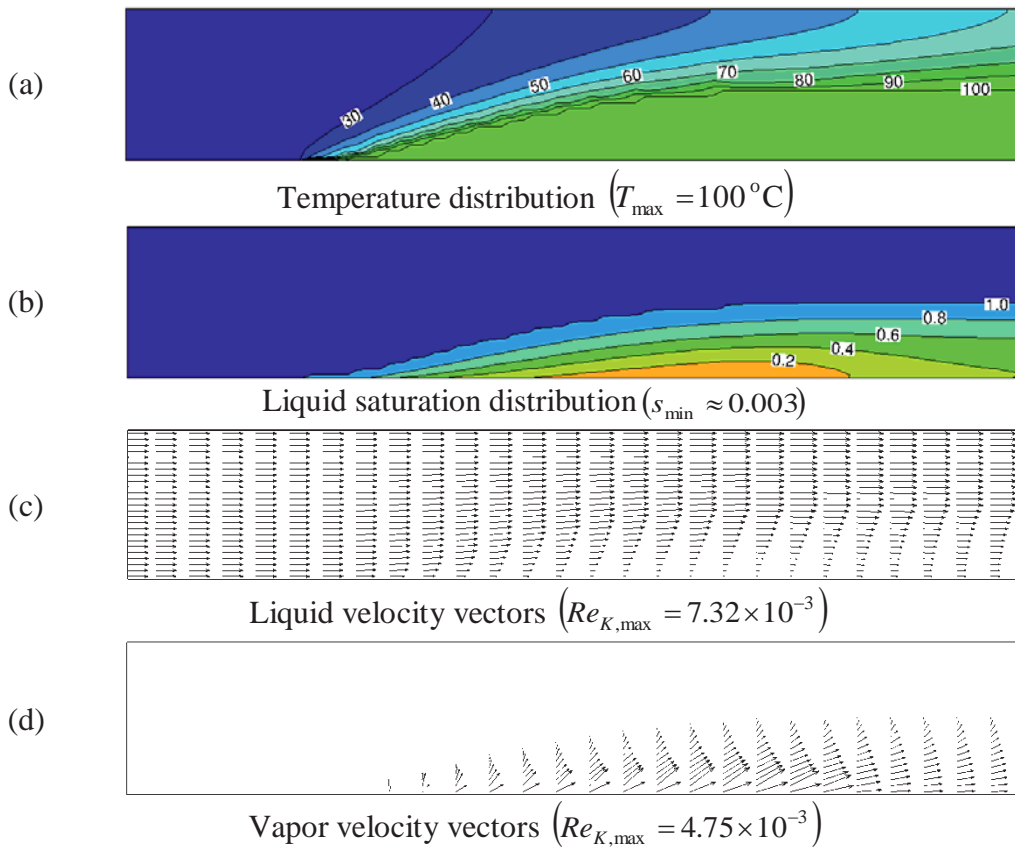 (a)
30
40
50
60
70
80
90
100
Temperature distribution (T_max = 100 °C)
(b)
1.0
0.8
0.6
0.4
0.2
Liquid saturation distribution (s_min ≈ 0.003)
(c)
Liquid velocity vectors (Re_K,max = 7.32×10⁻³)
(d)
Vapor velocity vectors (Re_K,max = 4.75×10⁻³)